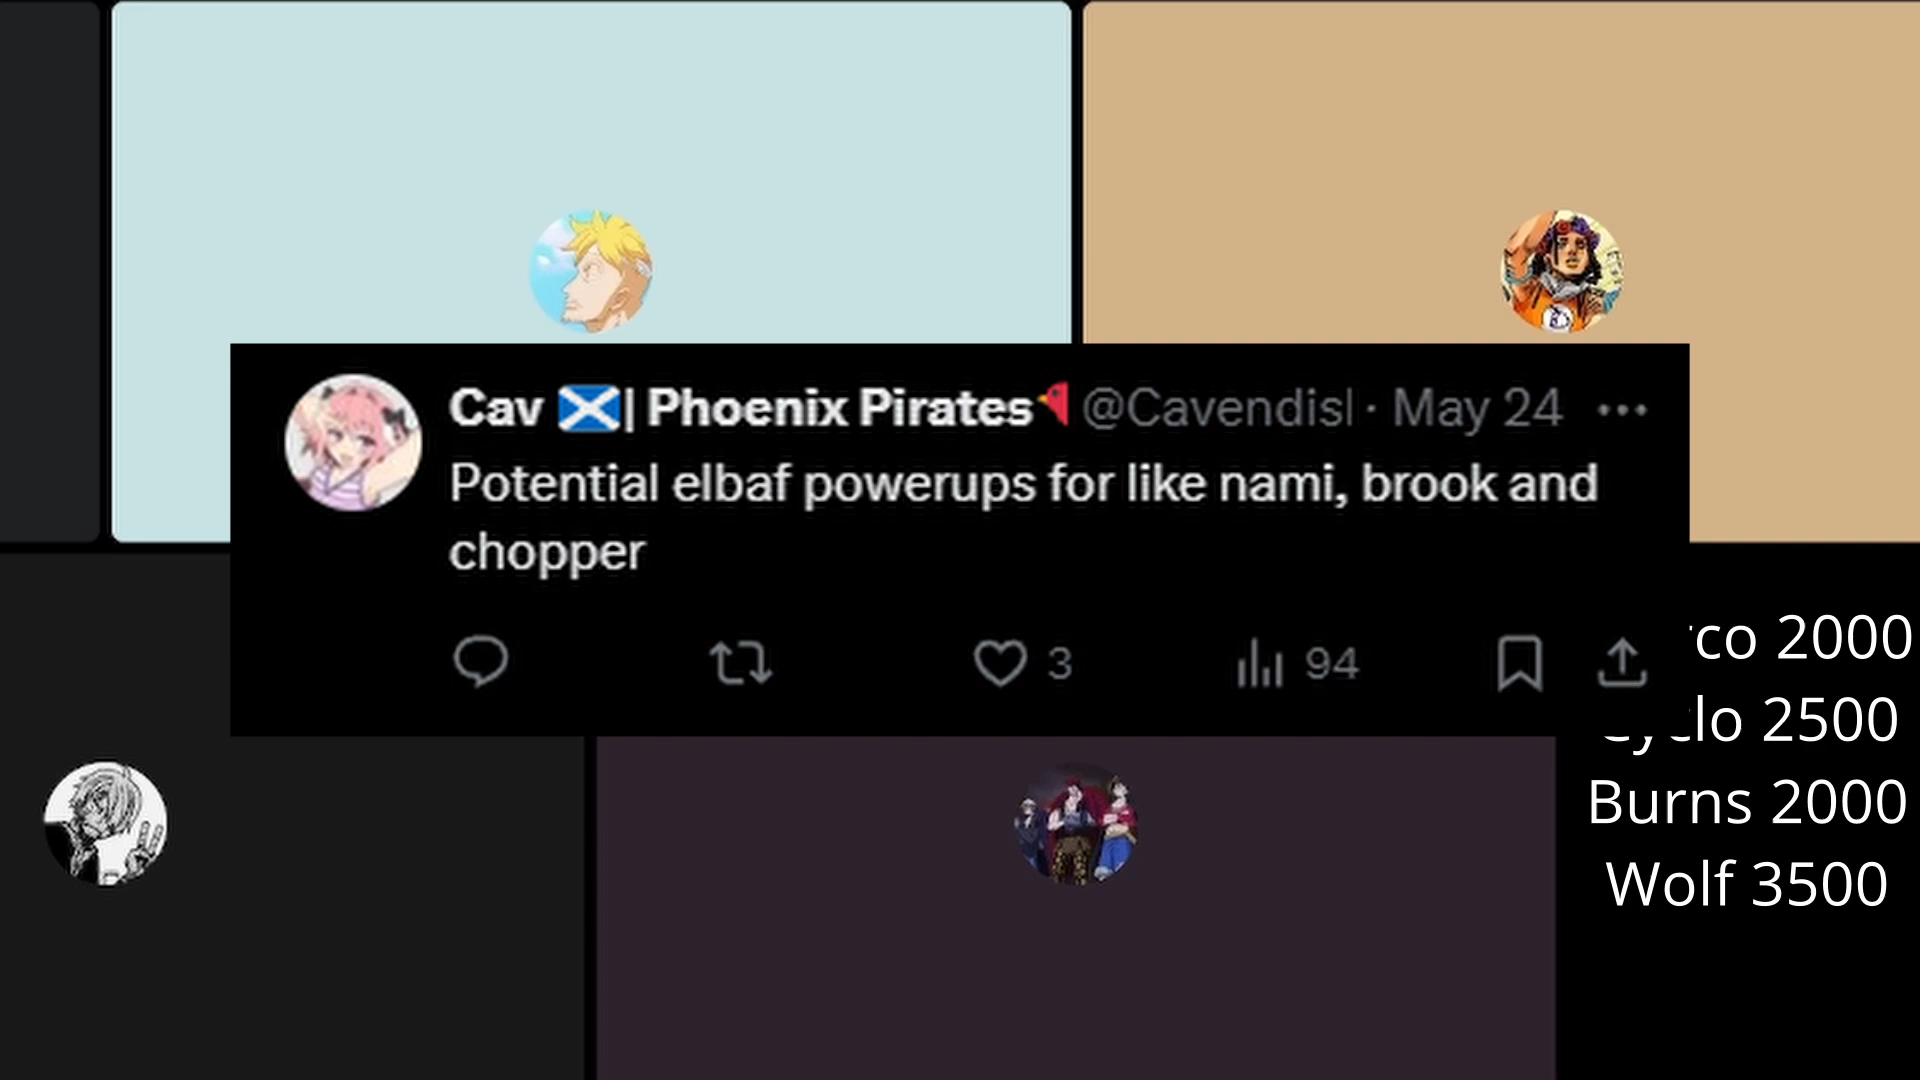 Cav | Phoenix Pirates @Cavendisl · May 24 ...
Potential elbaf powerups for like nami, brook and
chopper
3 94
rco 2000
lo 2500
Burns 2000
Wolf 3500